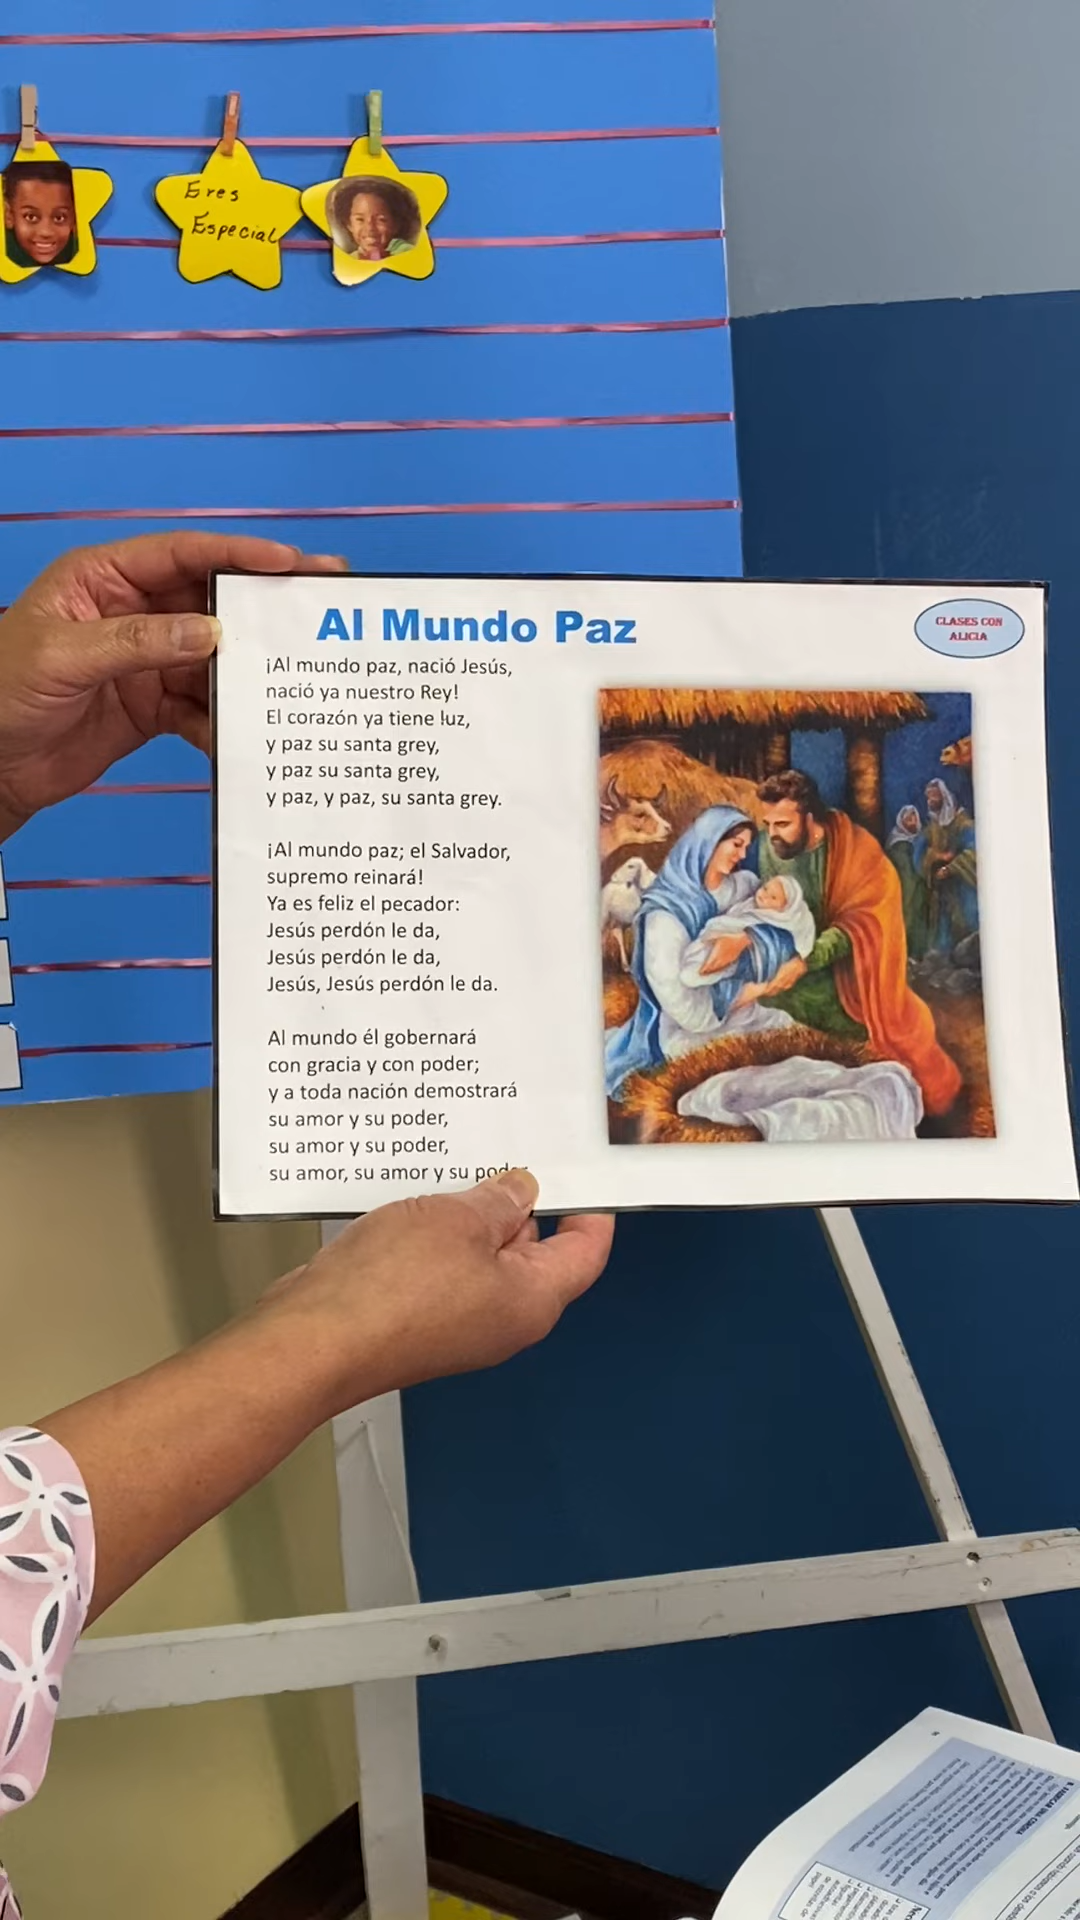 Eres
Especial
Al Mundo Paz
CLASES CON
ALICIA
¡Al mundo paz, nació Jesús,
nació ya nuestro Rey!
El corazón ya tiene luz,
y paz su santa grey,
y paz su santa grey,
y paz, y paz, su santa grey.
¡Al mundo paz; el Salvador,
supremo reinará!
Ya es feliz el pecador:
Jesús perdón le da,
Jesús perdón le da,
Jesús, Jesús perdón le da.
Al mundo él gobernará
con gracia y con poder;
y a toda nación demostrará
su amor y su poder,
su amor y su poder,
su amor, su amor y su poder